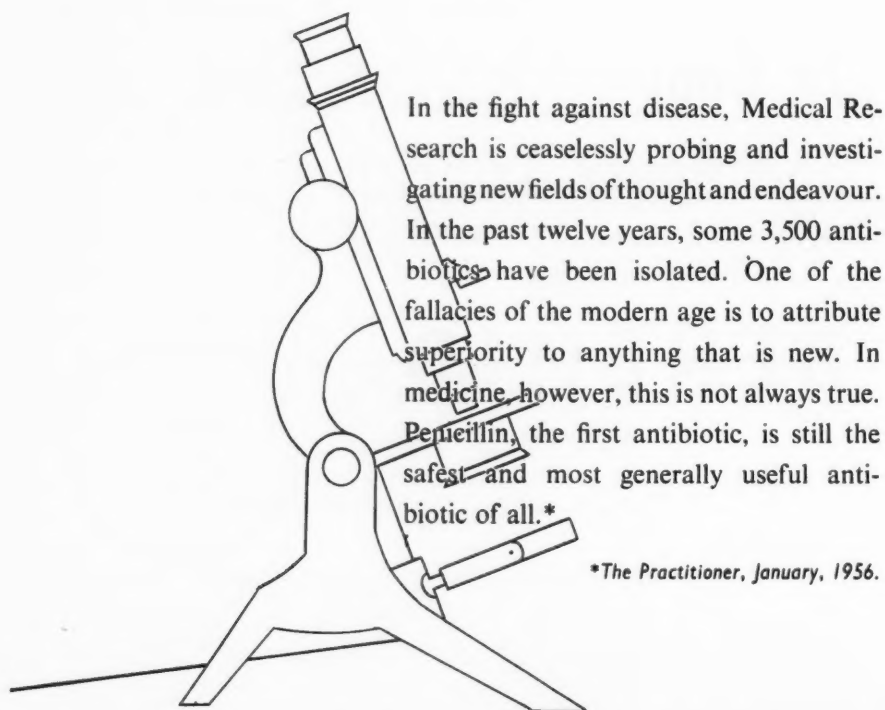 In the fight against disease, Medical Re-
search is ceaselessly probing and investi-
gating new fields of thought and endeavour.
In the past twelve years, some 3,500 anti-
biotics have been isolated. One of the
fallacies of the modern age is to attribute
superiority to anything that is new. In
medicine, however, this is not always true.
Penicillin, the first antibiotic, is still the
safest and most generally useful anti-
biotic of all.*
*The Practitioner, January, 1956.